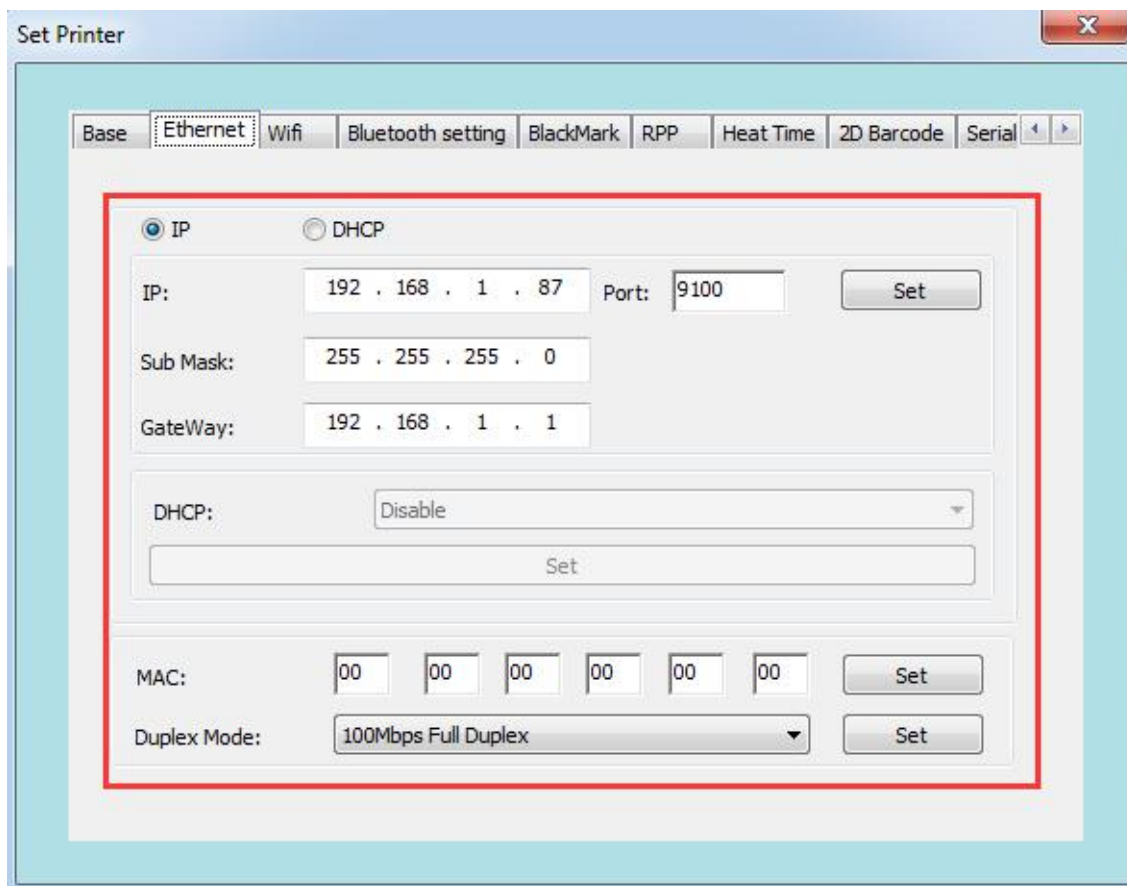 Set Printer
Base Ethernet Wifi Bluetooth setting BlackMark RPP Heat Time 2D Barcode Serial
IP DHCP
IP: 192 . 168 . 1 . 87 Port: 9100 Set
Sub Mask: 255 . 255 . 255 . 0
GateWay: 192 . 168 . 1 . 1
DHCP: Disable
Set
MAC: 00 00 00 00 00 00 Set
Duplex Mode: 100Mbps Full Duplex Set